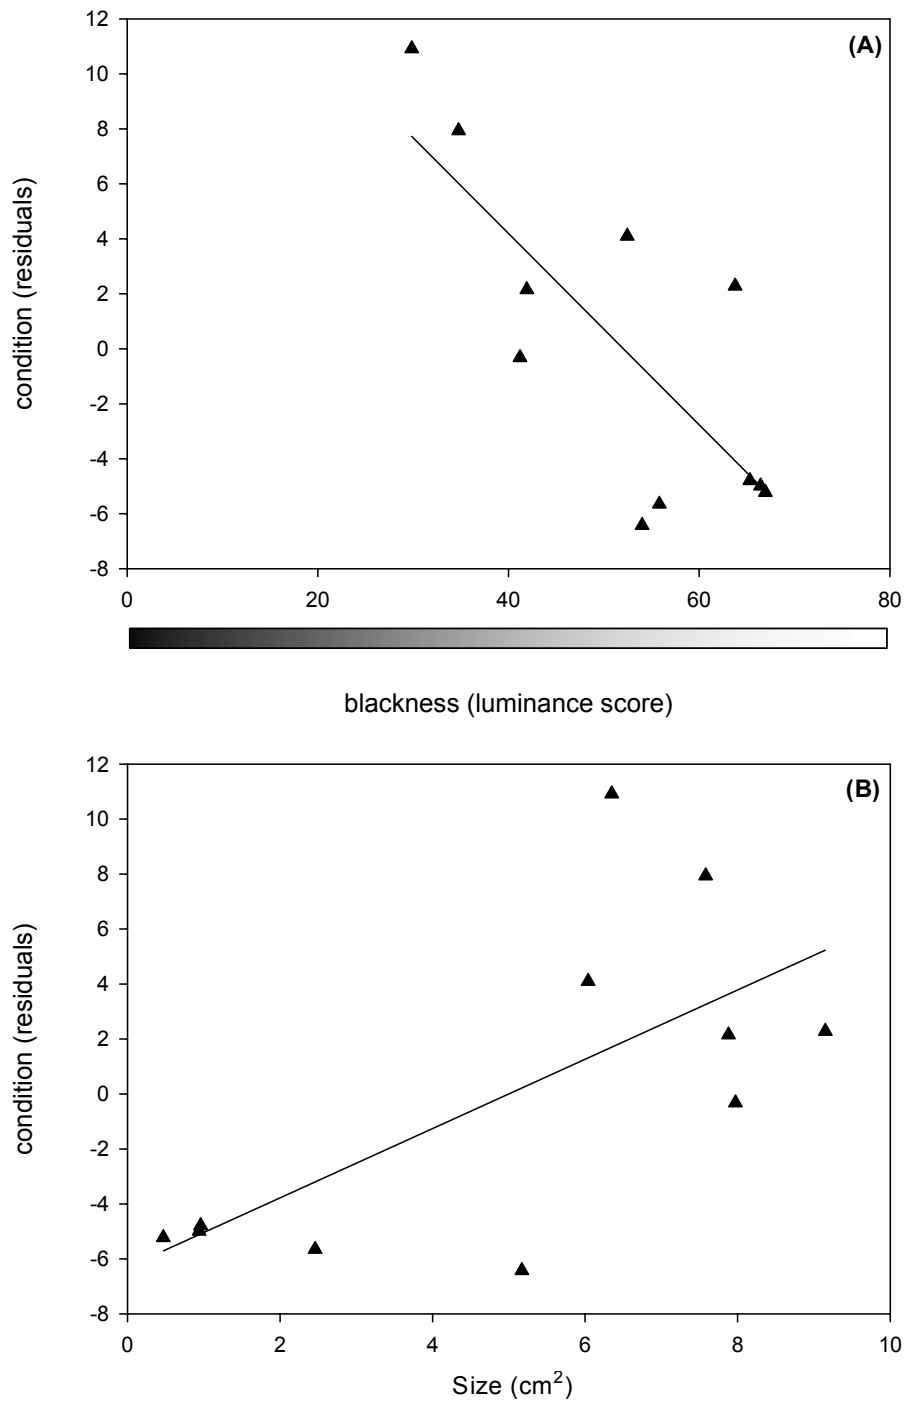 12
(A)
10
8
6
4
2
0
-2
-4
-6
-8
condition (residuals)
0 20 40 60 80
blackness (luminance score)
12
(B)
10
8
6
4
2
0
-2
-4
-6
-8
condition (residuals)
0 2 4 6 8 10
Size (cm²)